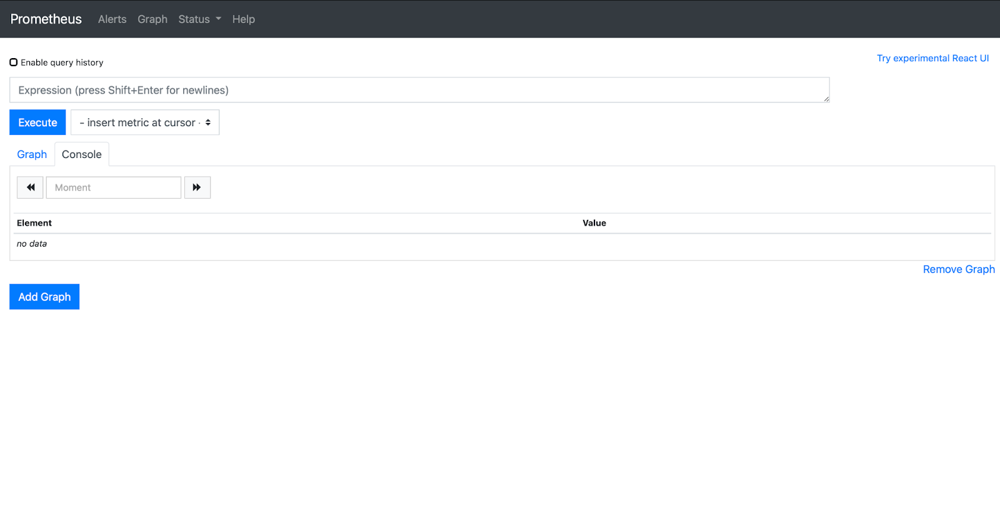 Prometheus Alerts Graph Status Help
Enable query history
Try experimental React UI
Expression (press Shift+Enter for newlines)
Execute - insert metric at cursor -
Graph Console
Moment
Element Value
no data
Remove Graph
Add Graph